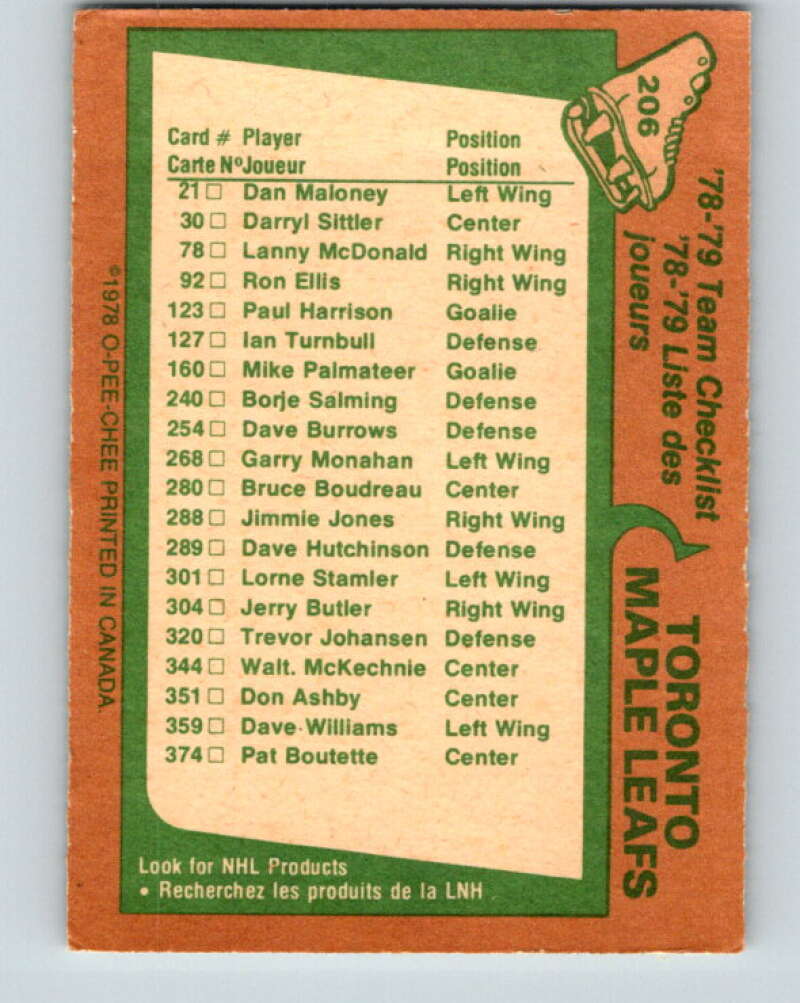 206
'78-'79 Team Checklist
'78-'79 Liste des
joueurs
TORONTO
MAPLE LEAFS
Card # Player Position
Carte Nº Joueur Position
21 □ Dan Maloney Left Wing
30 □ Darryl Sittler Center
78 □ Lanny McDonald Right Wing
92 □ Ron Ellis Right Wing
123 □ Paul Harrison Goalie
127 □ Ian Turnbull Defense
160 □ Mike Palmateer Goalie
240 □ Borje Salming Defense
254 □ Dave Burrows Defense
268 □ Garry Monahan Left Wing
280 □ Bruce Boudreau Center
288 □ Jimmie Jones Right Wing
289 □ Dave Hutchinson Defense
301 □ Lorne Stamler Left Wing
304 □ Jerry Butler Right Wing
320 □ Trevor Johansen Defense
344 □ Walt. McKechnie Center
351 □ Don Ashby Center
359 □ Dave Williams Left Wing
374 □ Pat Boutette Center
Look for NHL Products
• Recherchez les produits de la LNH
©1978 O-PEE-CHEE PRINTED IN CANADA.